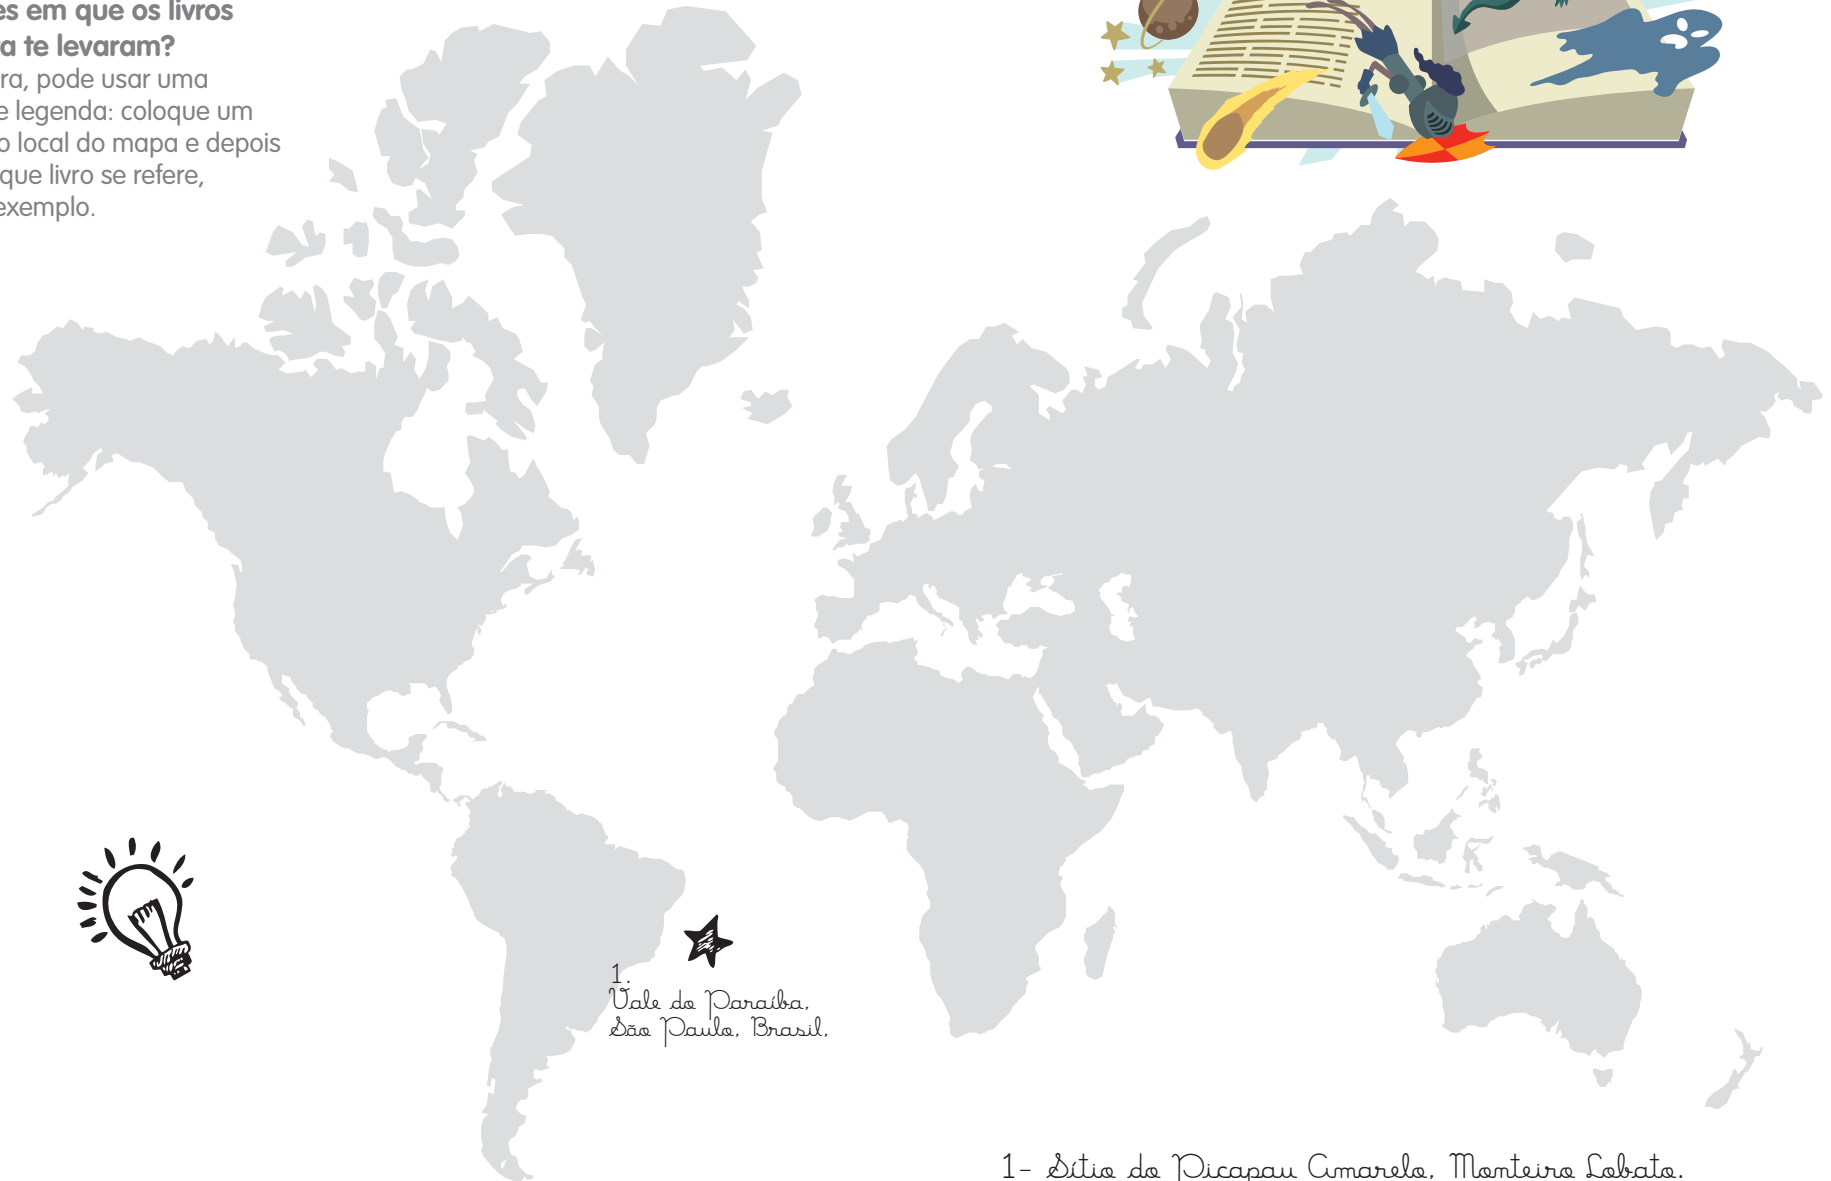 es em que os livros
a te levaram?
ra, pode usar uma
e legenda: coloque um
o local do mapa e depois
que livro se refere,
exemplo.
1.
Vale do Paraíba,
São Paulo, Brasil,
1- Sítio do Picapau Amarelo, Monteiro Lobato.